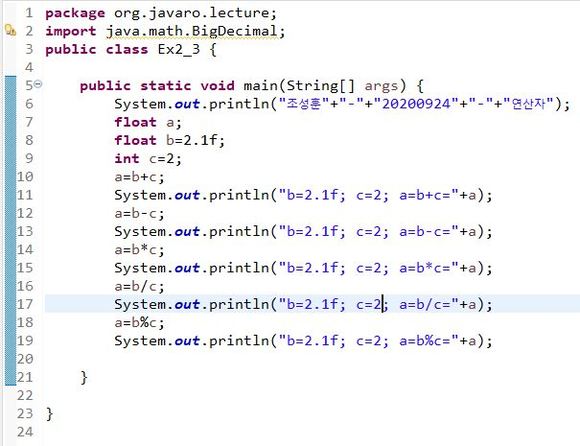 1 package org.javaro.lecture;
2 import java.math.BigDecimal;
3 public class Ex2_3 {
4
5     public static void main(String[] args) {
6         System.out.println("조성훈"+"-"+"20200924"+"-"+"연산자");
7         float a;
8         float b=2.1f;
9         int c=2;
10         a=b+c;
11         System.out.println("b=2.1f; c=2; a=b+c="+a);
12         a=b-c;
13         System.out.println("b=2.1f; c=2; a=b-c="+a);
14         a=b*c;
15         System.out.println("b=2.1f; c=2; a=b*c="+a);
16         a=b/c;
17         System.out.println("b=2.1f; c=2; a=b/c="+a);
18         a=b%c;
19         System.out.println("b=2.1f; c=2; a=b%c="+a);
20
21     }
22
23 }
24